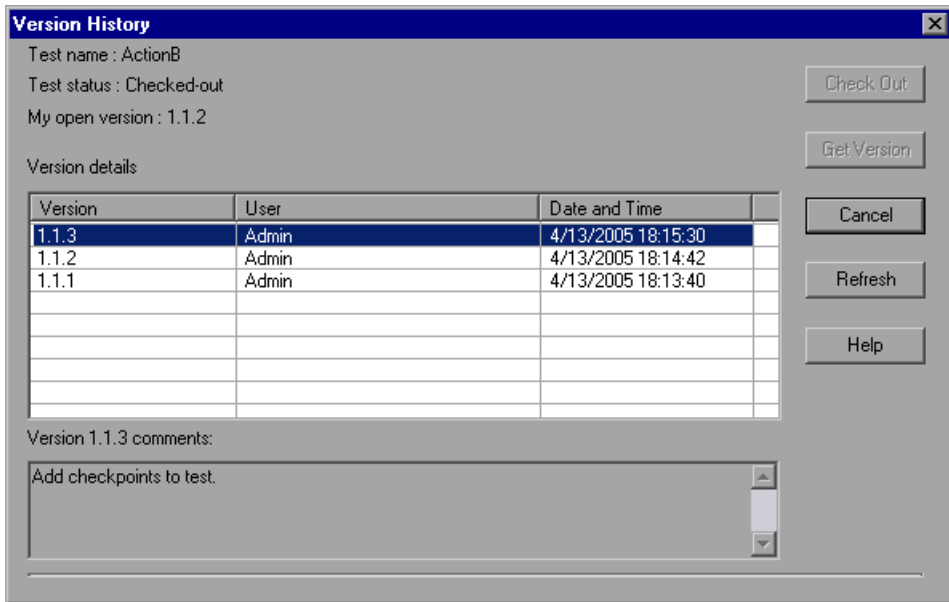 Version History
Test name : ActionB
Test status : Checked-out
My open version : 1.1.2
Check Out
Get Version
Cancel
Refresh
Help
Version details
Version User Date and Time
1.1.3 Admin 4/13/2005 18:15:30
1.1.2 Admin 4/13/2005 18:14:42
1.1.1 Admin 4/13/2005 18:13:40
Version 1.1.3 comments:
Add checkpoints to test.